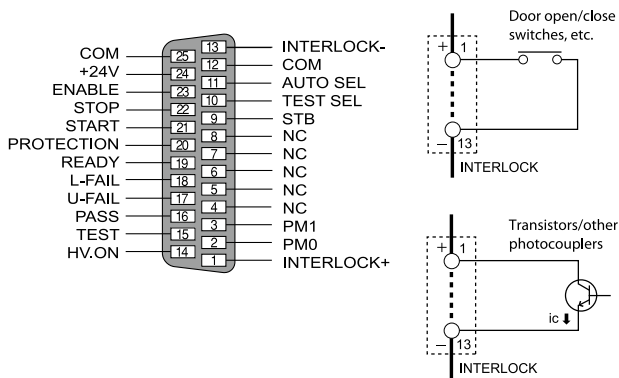 COM
+24V
ENABLE
STOP
START
PROTECTION
READY
L-FAIL
U-FAIL
PASS
TEST
HV.ON
25
24
23
22
21
20
19
18
17
16
15
14
13
12
11
10
9
8
7
6
5
4
3
2
1
INTERLOCK-
COM
AUTO SEL
TEST SEL
STB
NC
NC
NC
NC
NC
PM1
PM0
INTERLOCK+
Door open/close
switches, etc.
+ 1
− 13
INTERLOCK
Transistors/other
photocouplers
+ 1
ic
− 13
INTERLOCK